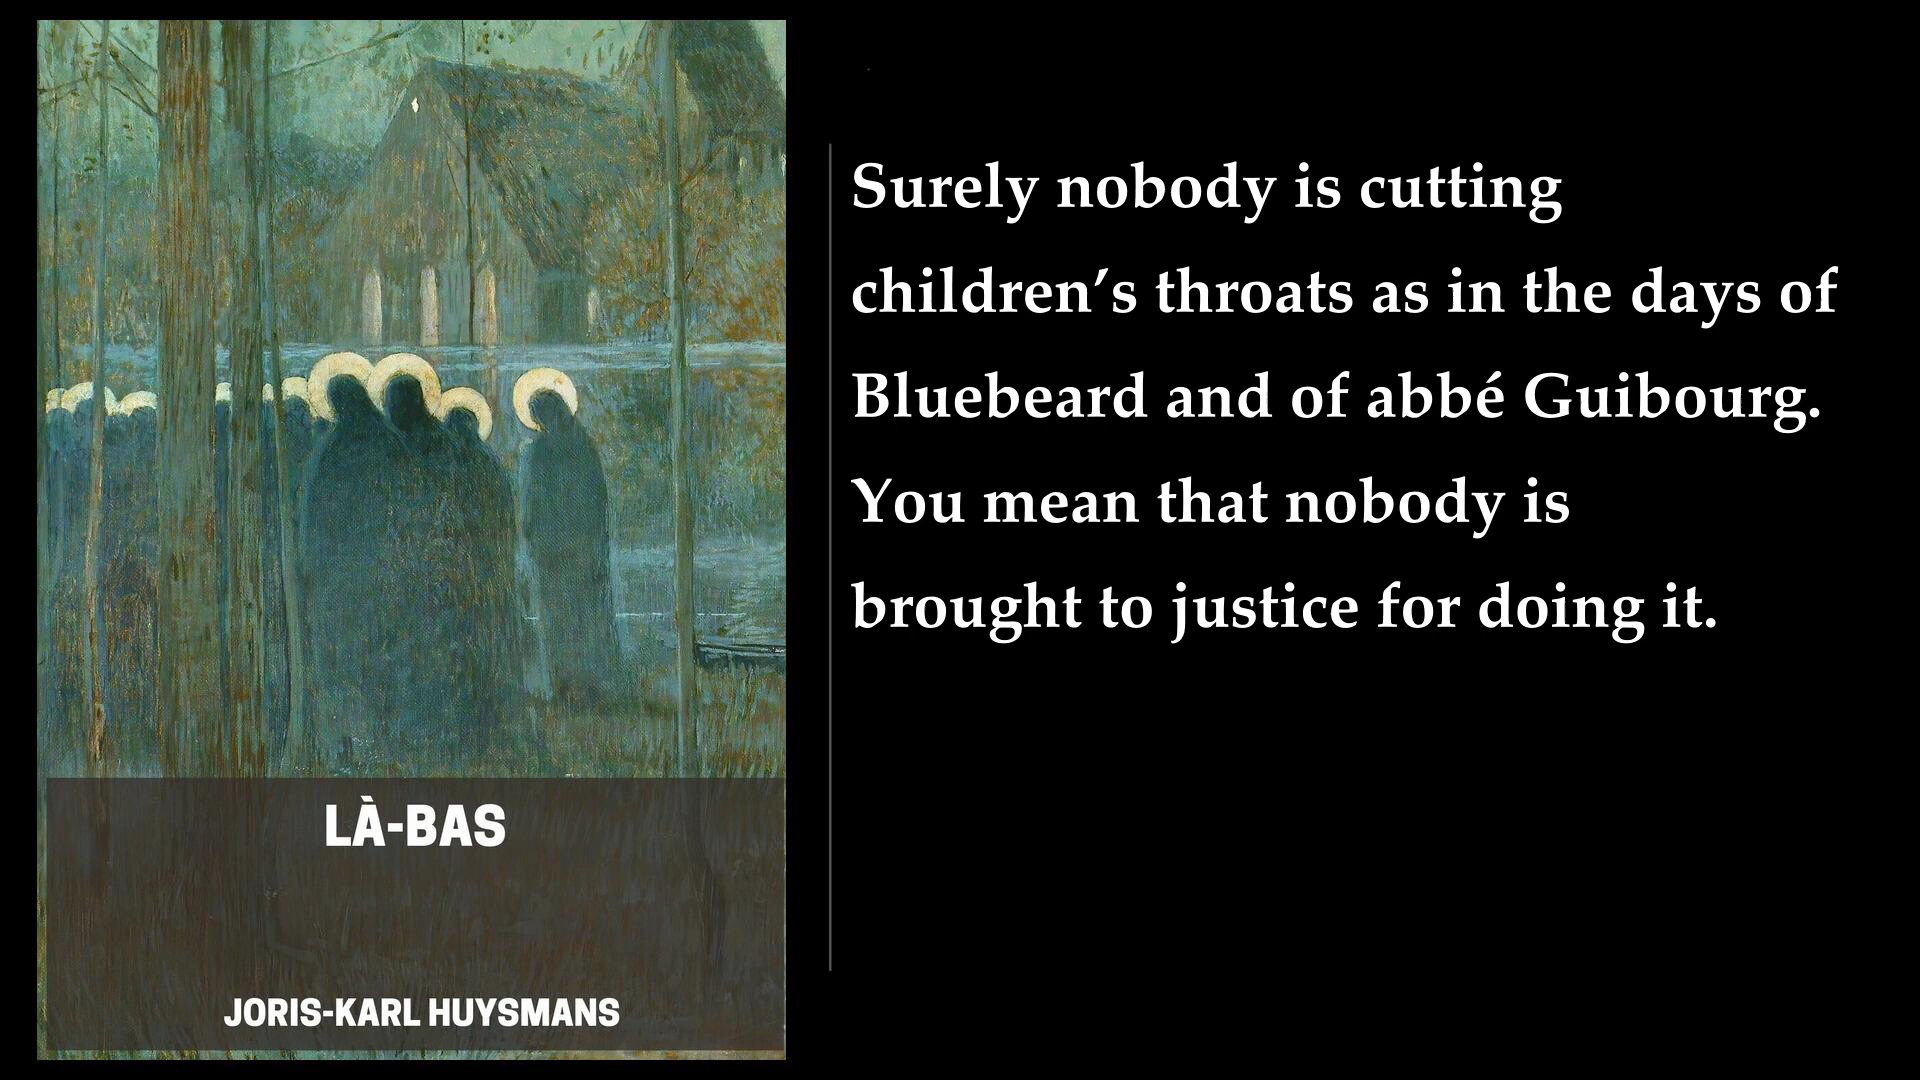 LÀ-BAS
JORIS-KARL HUYSMANS
Surely nobody is cutting
children’s throats as in the days of
Bluebeard and of abbé Guibourg.
You mean that nobody is
brought to justice for doing it.